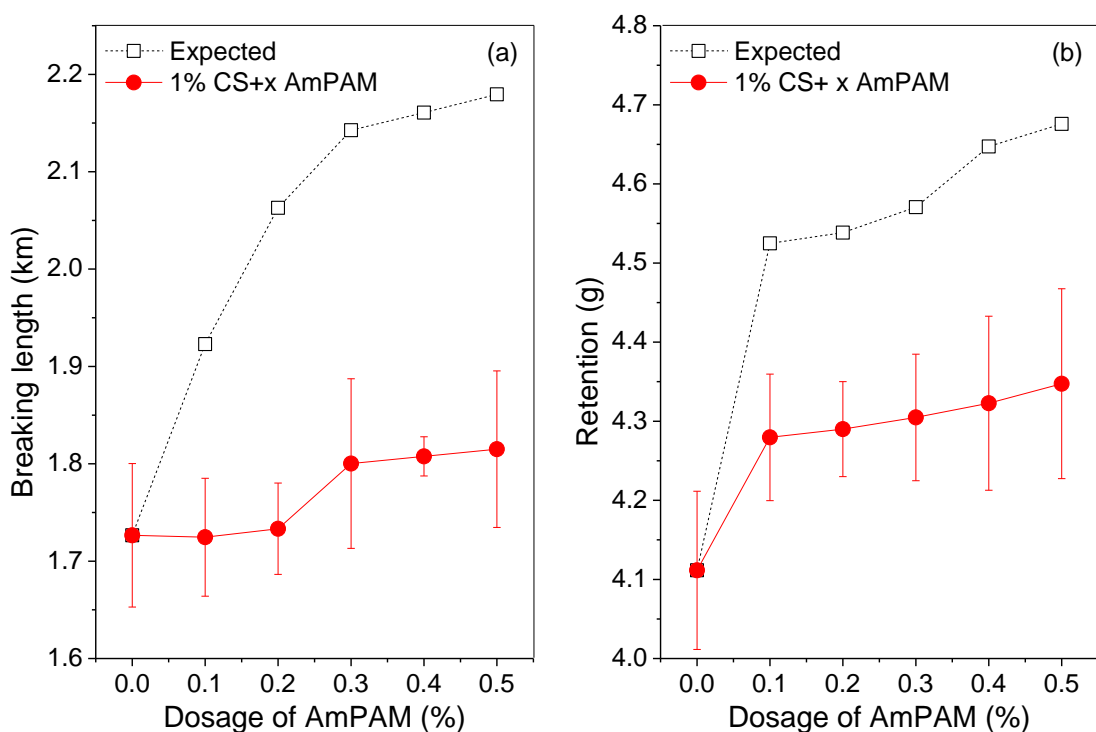 Expected
(a)
1% CS+x AmPAM
2.2
2.1
2.0
1.9
1.8
1.7
1.6
Breaking length (km)
0.0 0.1 0.2 0.3 0.4 0.5
Dosage of AmPAM (%)
Expected
(b)
1% CS+ x AmPAM
4.8
4.7
4.6
4.5
4.4
4.3
4.2
4.1
4.0
Retention (g)
0.0 0.1 0.2 0.3 0.4 0.5
Dosage of AmPAM (%)